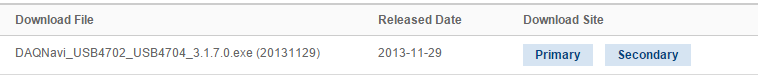 Download File Released Date Download Site
DAQNavi_USB4702_USB4704_3.1.7.0.exe (20131129) 2013-11-29 Primary Secondary